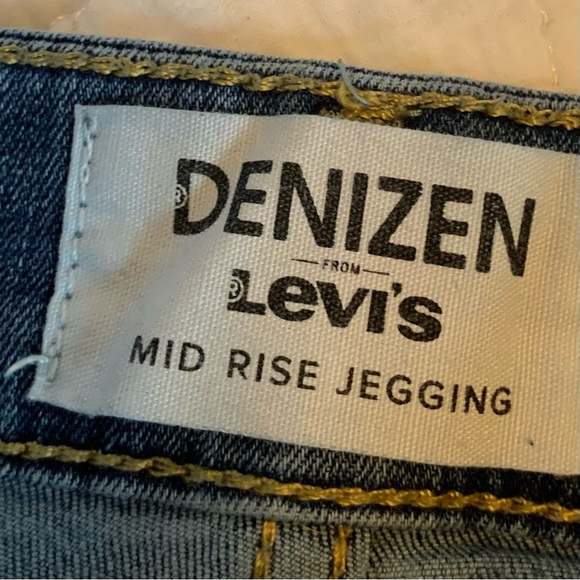 ®DENIZEN
FROM
®Levi's
MID RISE JEGGING